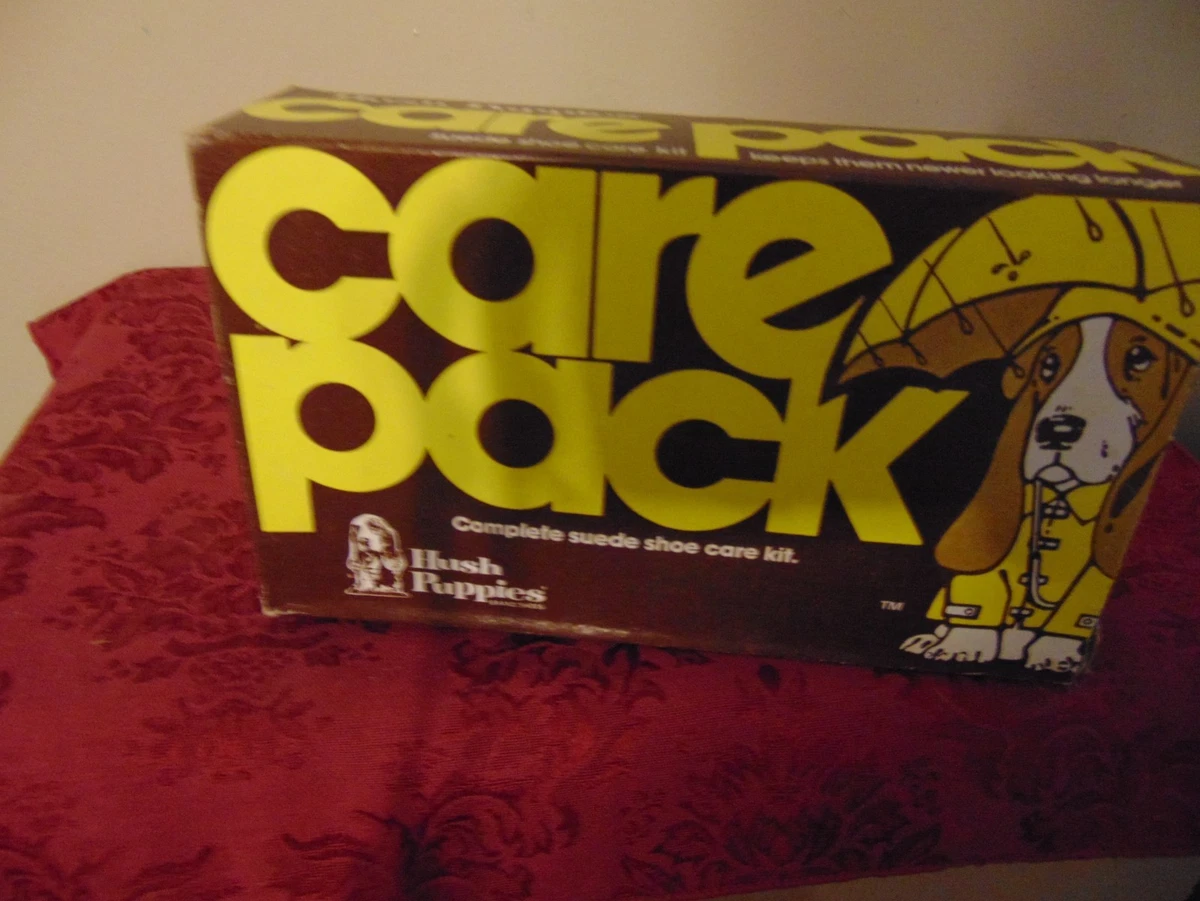 care pack
suede shoe care kit keeps them newer looking longer
care
pack
Complete suede shoe care kit.
Hush
Puppies
TM